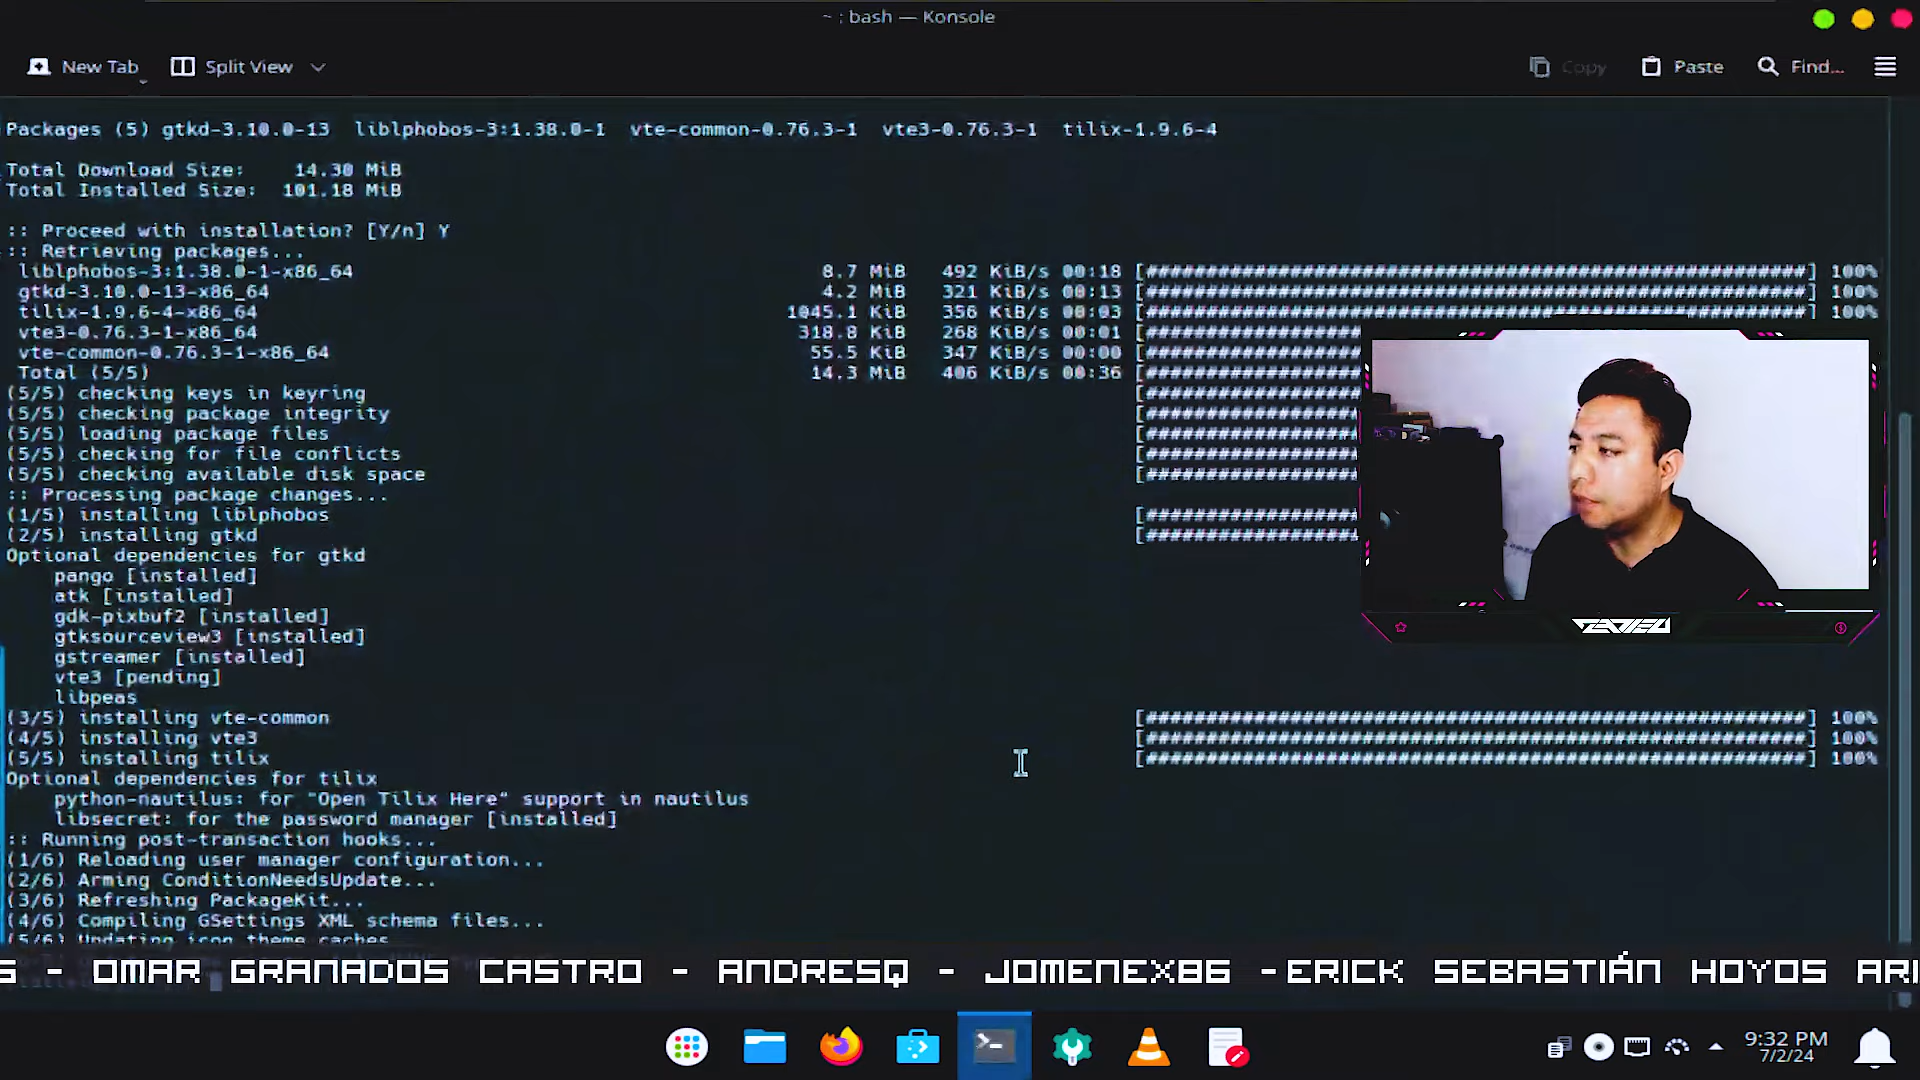 ~ : bash — Konsole
New Tab
Split View
Copy
Paste
Find...
Packages (5) gtkd-3.10.0-13 liblphobos-3:1.38.0-1 vte-common-0.76.3-1 vte3-0.76.3-1 tilix-1.9.6-4
Total Download Size: 14.30 MiB
Total Installed Size: 101.18 MiB
:: Proceed with installation? [Y/n] Y
:: Retrieving packages...
liblphobos-3:1.38.0-1-x86_64 8.7 MiB 492 KiB/s 00:18 [######################################################] 100%
gtkd-3.10.0-13-x86_64 4.2 MiB 321 KiB/s 00:13 [######################################################] 100%
tilix-1.9.6-4-x86_64 1045.1 KiB 356 KiB/s 00:03 [######################################################] 100%
vte3-0.76.3-1-x86_64 318.8 KiB 268 KiB/s 00:01 [##################
vte-common-0.76.3-1-x86_64 55.5 KiB 347 KiB/s 00:00 [##################
Total (5/5) 14.3 MiB 406 KiB/s 00:36 [##################
(5/5) checking keys in keyring [##################
(5/5) checking package integrity [##################
(5/5) loading package files [##################
(5/5) checking for file conflicts [##################
(5/5) checking available disk space [##################
:: Processing package changes...
(1/5) installing liblphobos [##################
(2/5) installing gtkd [##################
Optional dependencies for gtkd
pango [installed]
atk [installed]
gdk-pixbuf2 [installed]
gtksourceview3 [installed]
gstreamer [installed]
vte3 [pending]
libpeas
(3/5) installing vte-common [######################################################] 100%
(4/5) installing vte3 [######################################################] 100%
(5/5) installing tilix [######################################################] 100%
Optional dependencies for tilix
python-nautilus: for "Open Tilix Here" support in nautilus
libsecret: for the password manager [installed]
:: Running post-transaction hooks...
(1/6) Reloading user manager configuration...
(2/6) Arming ConditionNeedsUpdate...
(3/6) Refreshing PackageKit...
(4/6) Compiling GSettings XML schema files...
(5/6) Updating icon theme caches
S - OMAR GRANADOS CASTRO - ANDRESQ - JOMENEX86 -ERICK SEBASTIÁN HOYOS AR
9:32 PM
7/2/24